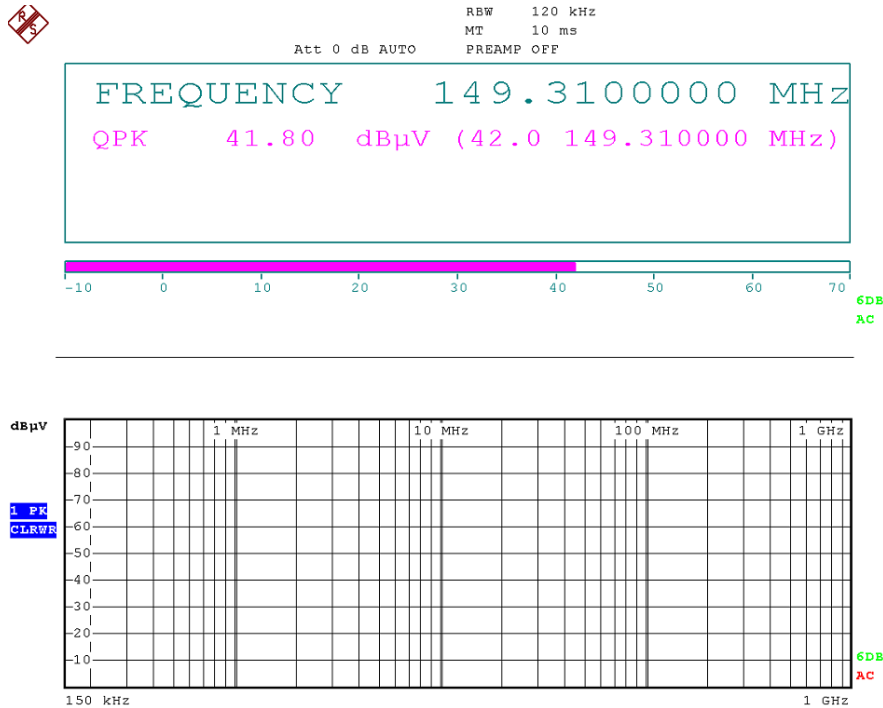 R S
RBW 120 kHz
MT 10 ms
Att 0 dB AUTO PREAMP OFF
FREQUENCY 149.3100000 MHz
QPK 41.80 dBµV (42.0 149.310000 MHz)
-10 0 10 20 30 40 50 60 70
6DB
AC
dBµV
1 MHz 10 MHz 100 MHz 1 GHz
90
80
70
1 PK
CLRWR
60
50
40
30
20
10
6DB
AC
150 kHz 1 GHz